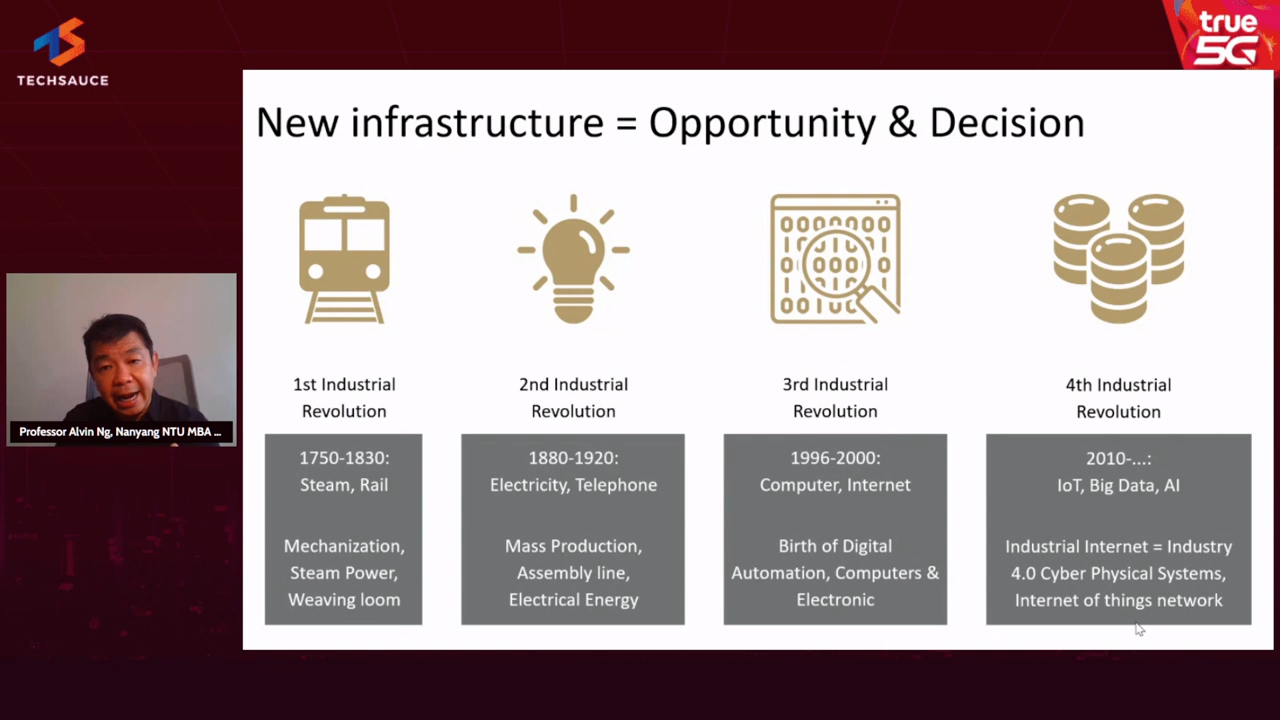 TECHSAUCE
true
5G
New infrastructure = Opportunity & Decision
1st Industrial
Revolution
1750-1830:
Steam, Rail
Mechanization,
Steam Power,
Weaving loom
2nd Industrial
Revolution
1880-1920:
Electricity, Telephone
Mass Production,
Assembly line,
Electrical Energy
3rd Industrial
Revolution
1996-2000:
Computer, Internet
Birth of Digital
Automation, Computers &
Electronic
4th Industrial
Revolution
2010-...:
IoT, Big Data, AI
Industrial Internet = Industry
4.0 Cyber Physical Systems,
Internet of things network
Professor Alvin Ng, Nanyang NTU MBA ...